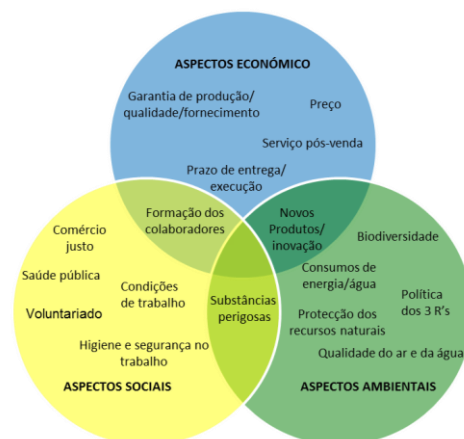 ASPECTOS ECONÓMICO
Garantia de produção/
qualidade/fornecimento
Preço
Serviço pós-venda
Prazo de entrega/
execução
Formação dos
colaboradores
Novos
Produtos/
inovação
Comércio
justo
Saúde pública
Voluntariado
Condições
de trabalho
Higiene e segurança no
trabalho
ASPECTOS SOCIAIS
Substâncias
perigosas
Biodiversidade
Consumos de
energia/água
Política
dos 3 R's
Protecção dos
recursos naturais
Qualidade do ar e da água
ASPECTOS AMBIENTAIS